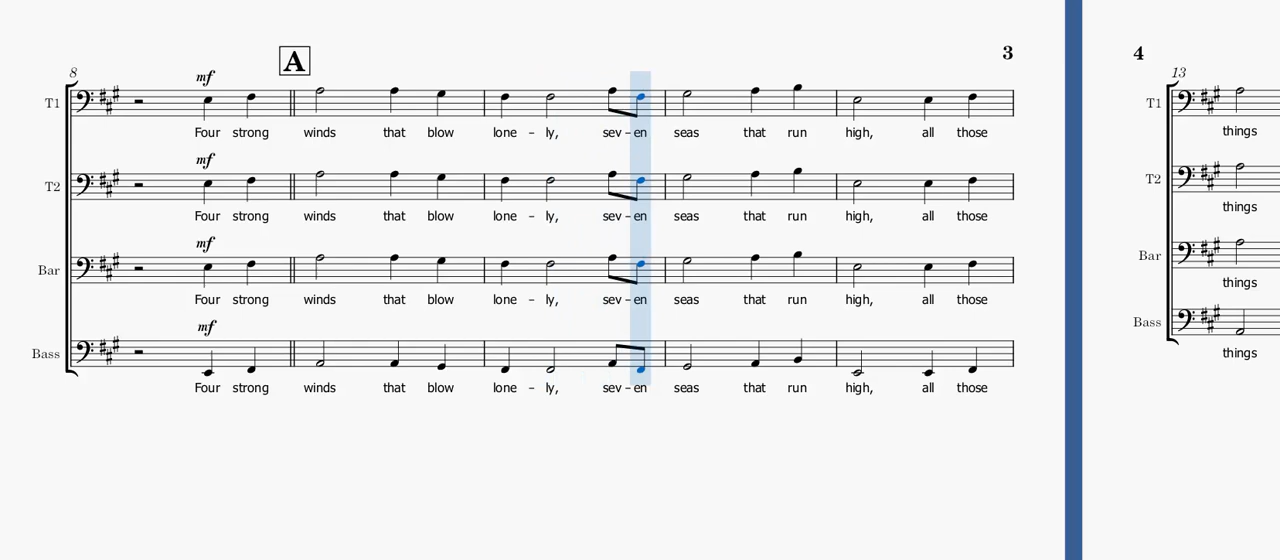 3
4
A
8
mf
T1
Four strong winds that blow lone – ly, sev – en seas that run high, all those
mf
T2
Four strong winds that blow lone – ly, sev – en seas that run high, all those
mf
Bar
Four strong winds that blow lone – ly, sev – en seas that run high, all those
mf
Bass
Four strong winds that blow lone – ly, sev – en seas that run high, all those
13
T1
things
T2
things
Bar
things
Bass
things